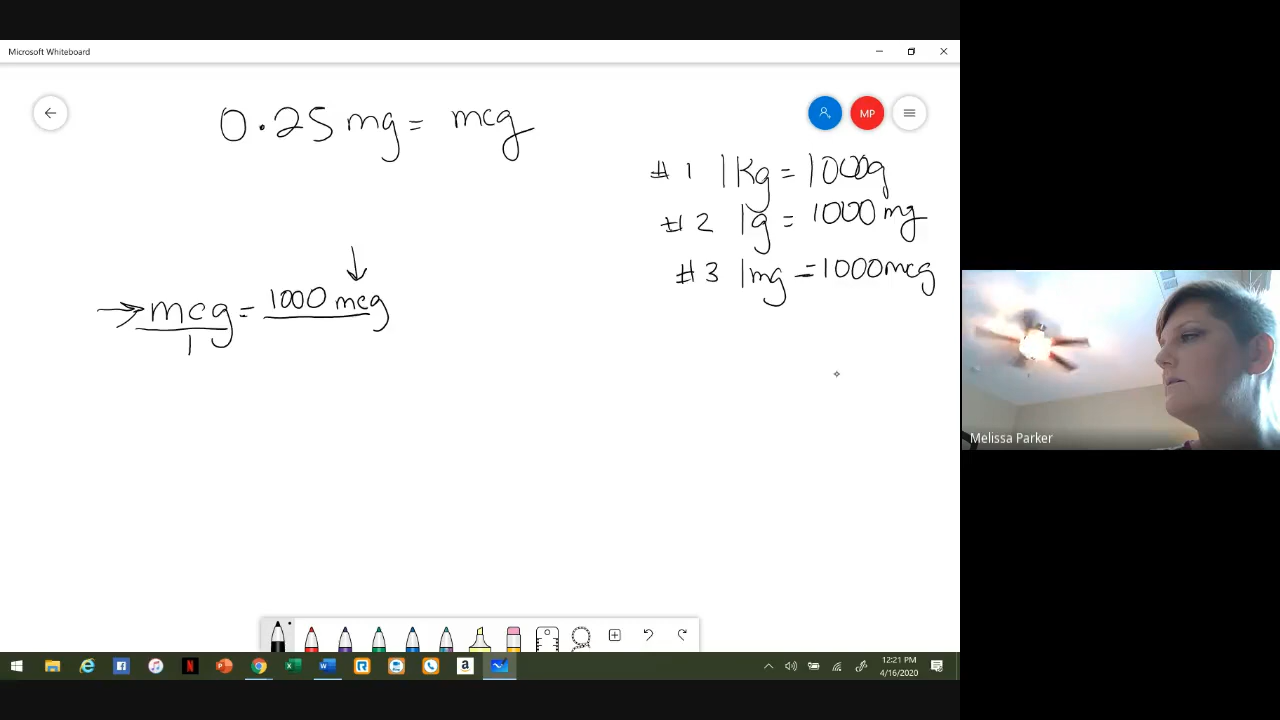 Microsoft Whiteboard
0.25 mg = mcg
MP
#1 1Kg = 1000g
#2 1g = 1000 mg
#3 1mg = 1000mcg
→ mcg = 1000 mcg
1
Melissa Parker
12:21 PM
4/16/2020